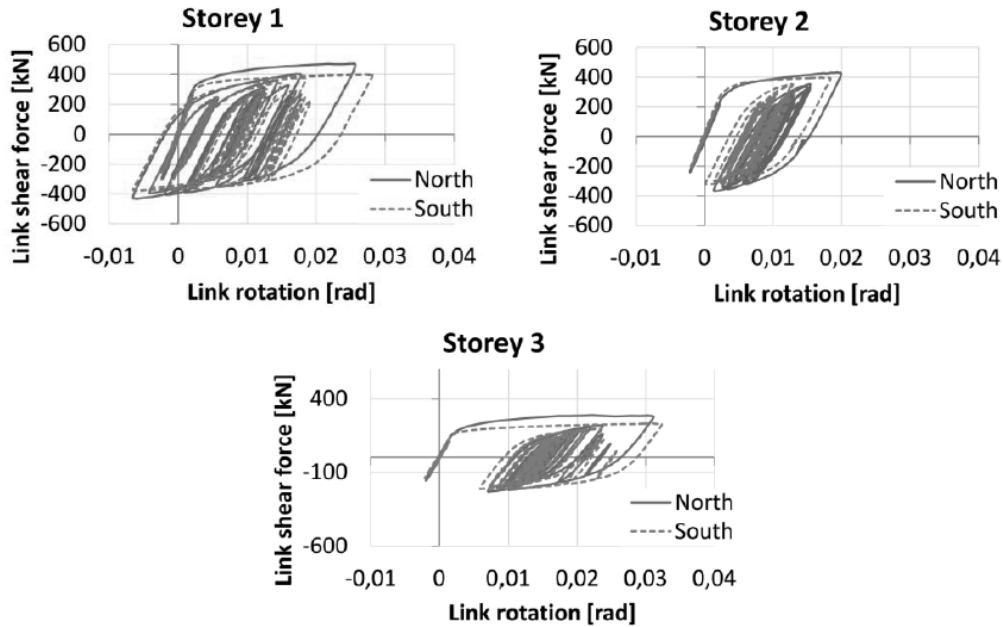 Storey 1
Link shear force [kN]
600
400
200
0
-200
-400
-600
-0,01
0
0,01
0,02
0,03
0,04
Link rotation [rad]
North
South
Storey 2
Link shear force [kN]
600
400
200
0
-200
-400
-600
-0,01
0
0,01
0,02
0,03
0,04
Link rotation [rad]
North
South
Storey 3
Link shear force [kN]
400
-100
-600
-0,01
0
0,01
0,02
0,03
0,04
Link rotation [rad]
North
South